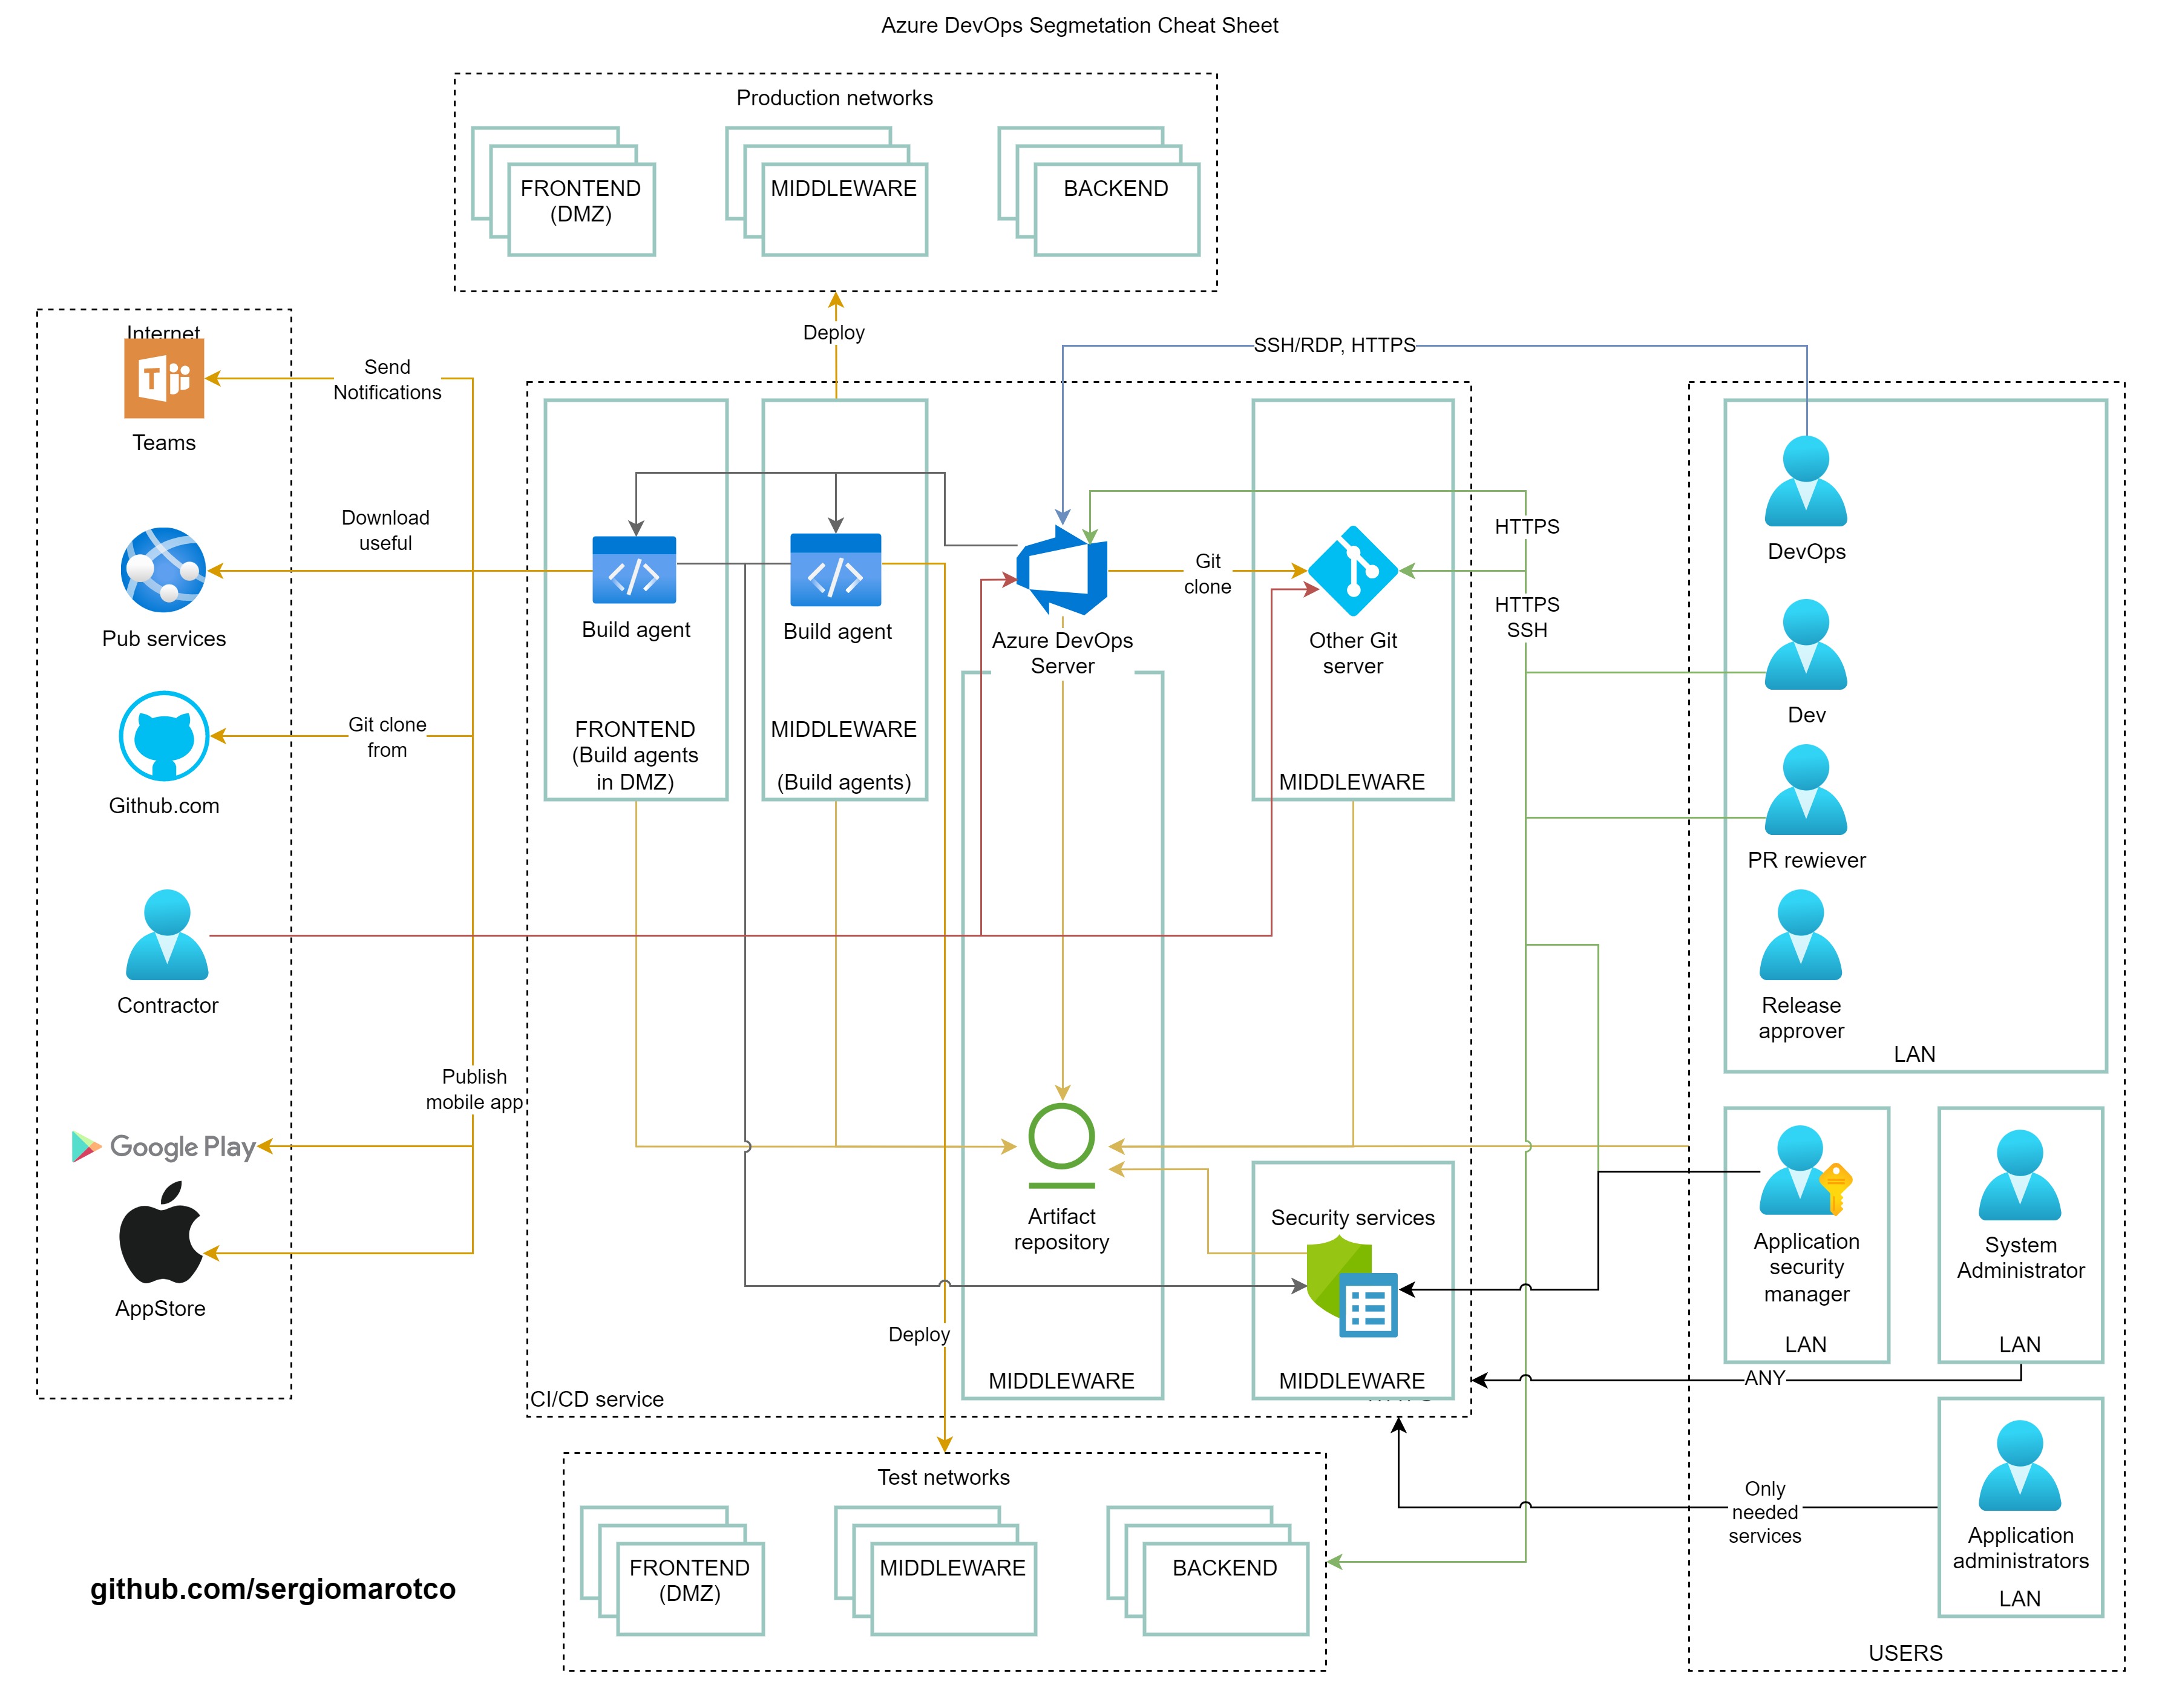 Azure DevOps Segmetation Cheat Sheet
Production networks
FRONTEND
(DMZ)
MIDDLEWARE
BACKEND
Deploy
Internet
Teams
Send
Notifications
Download
useful
Pub services
Git clone
from
Github.com
Contractor
Publish
mobile app
Google Play
AppStore
SSH/RDP, HTTPS
Build agent
FRONTEND
(Build agents
in DMZ)
Build agent
MIDDLEWARE
(Build agents)
Azure DevOps
Server
Git
clone
Other Git
server
MIDDLEWARE
HTTPS
HTTPS
SSH
Artifact
repository
MIDDLEWARE
Security services
MIDDLEWARE
Deploy
CI/CD service
DevOps
Dev
PR rewiever
Release
approver
LAN
Application
security
manager
LAN
System
Administrator
LAN
ANY
Only
needed
services
Application
administrators
LAN
USERS
Test networks
FRONTEND
(DMZ)
MIDDLEWARE
BACKEND
github.com/sergiomarotco